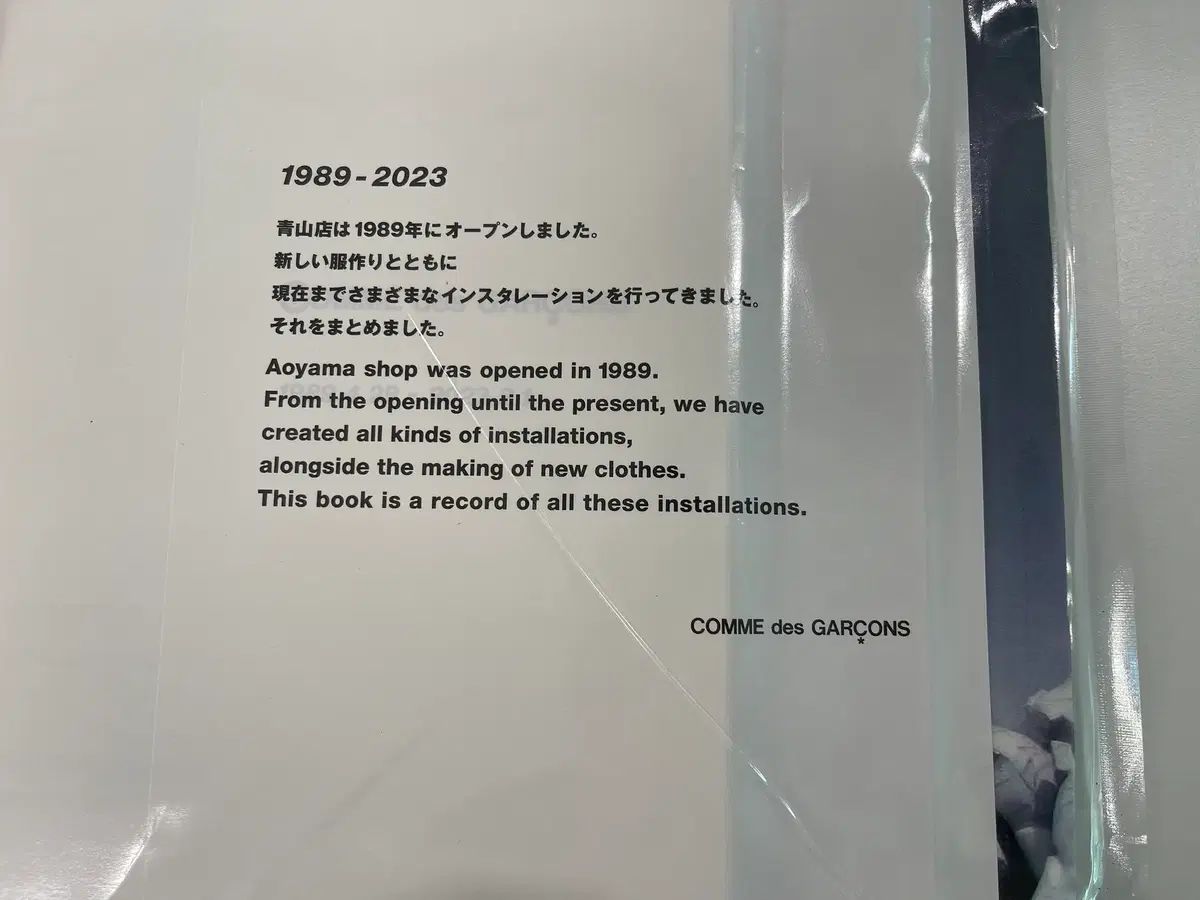 1989-2023
青山店は1989年にオープンしました。
新しい服作りとともに
現在までさまざまなインスタレーションを行ってきました。
それをまとめました。
Aoyama shop was opened in 1989.
From the opening until the present, we have
created all kinds of installations,
alongside the making of new clothes.
This book is a record of all these installations.
COMME des GARÇONS
*